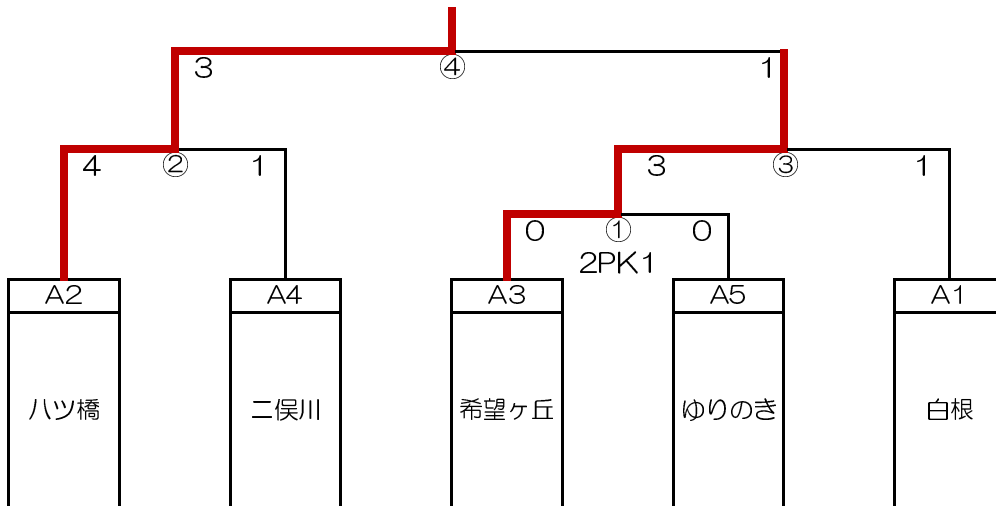 3 ④ 1
4 ② 1 3 ③ 1
0 ① 0
2PK1
A2 A4 A3 A5 A1
八ツ橋 二俣川 希望ヶ丘 ゆりのき 白根